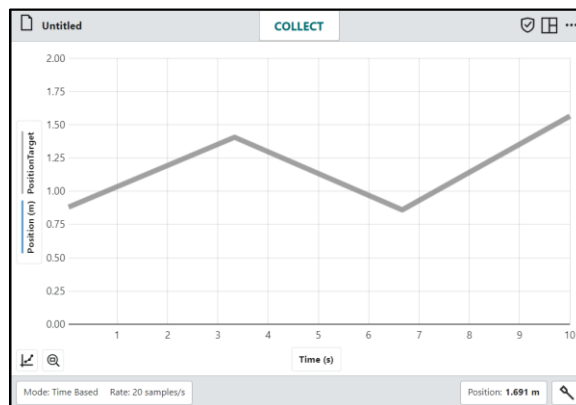 Untitled
COLLECT
2.00
1.75
1.50
1.25
1.00
0.75
0.50
0.25
0.00
PositionTarget
Position (m)
1 2 3 4 5 6 7 8 9 10
Time (s)
Mode: Time Based Rate: 20 samples/s
Position: 1.691 m